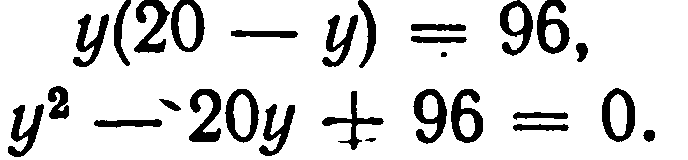 y(20 — y) = 96,
y² — 20y + 96 = 0.